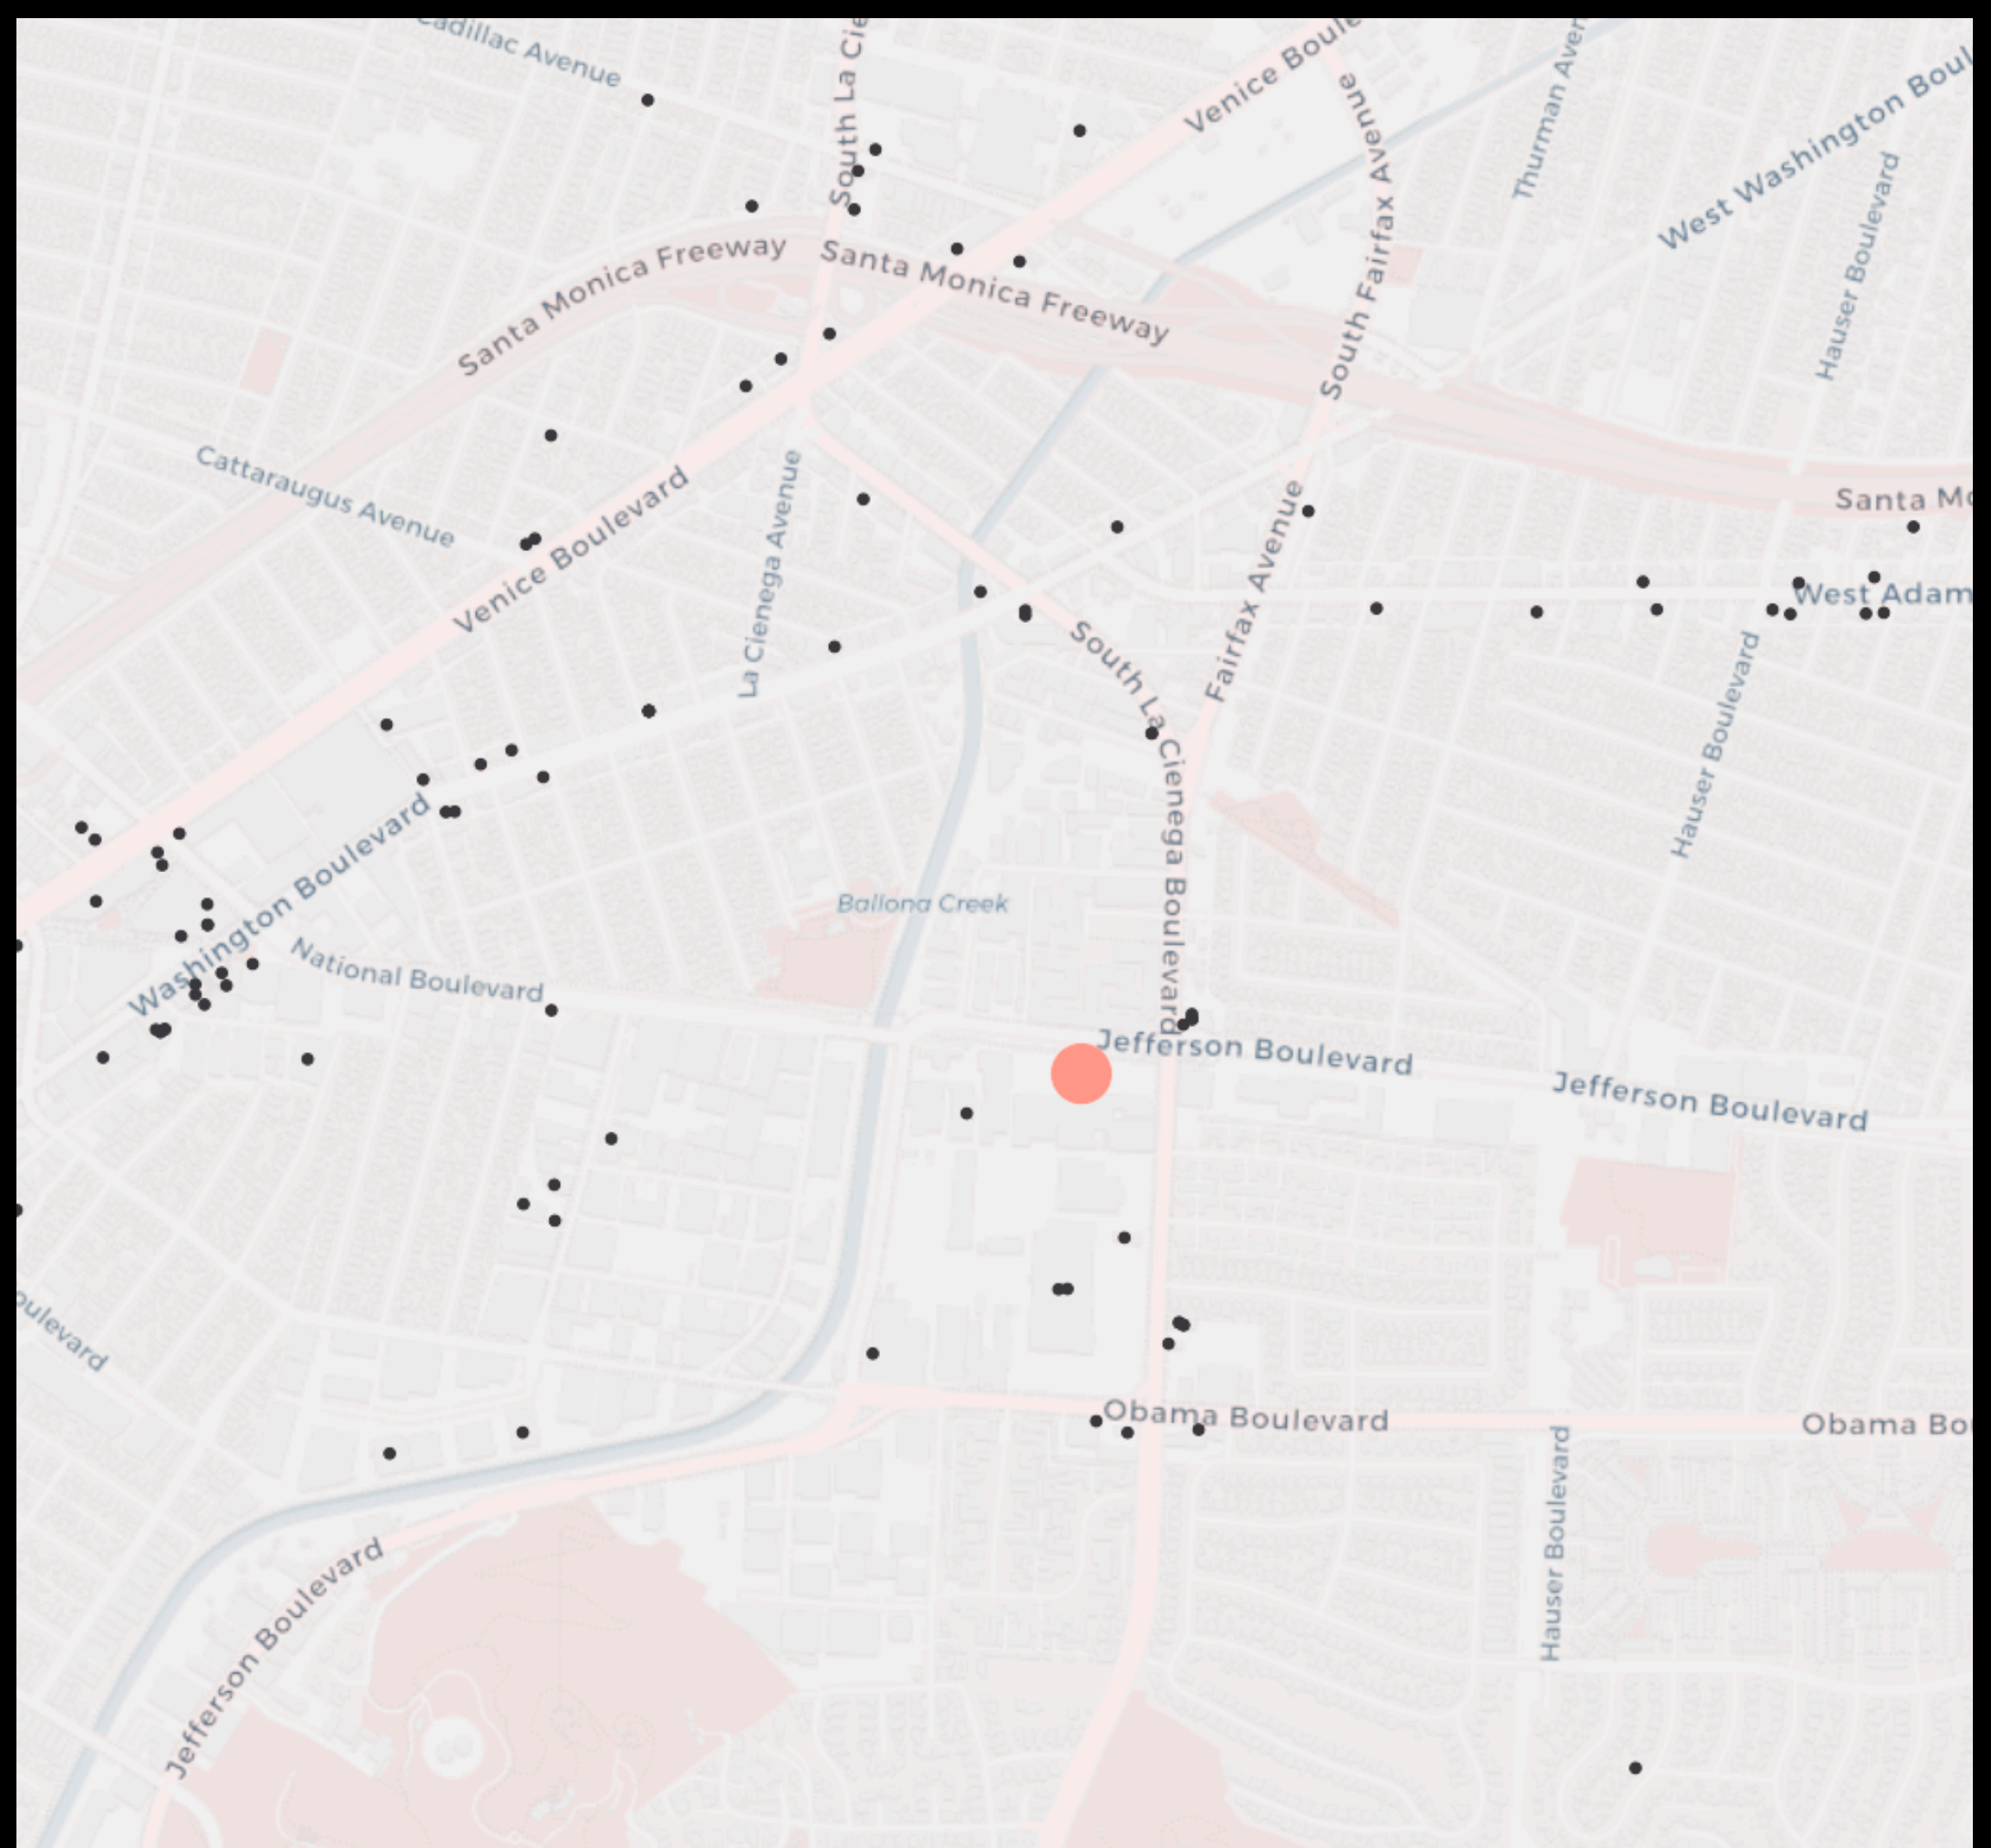 Cadillac Avenue
South La Cie
Venice Boule
Thurman Aven
West Washington Boul
South Fairfax Avenue
Hauser Boulevard
Santa Monica Freeway
Santa Monica Freeway
Cattaraugus Avenue
Venice Boulevard
La Cienega Avenue
Fairfax Avenue
Santa Mo
West Adam
South La Cienega Boulevard
Hauser Boulevard
Washington Boulevard
National Boulevard
Ballona Creek
Jefferson Boulevard
Jefferson Boulevard
oulevard
Obama Boulevard
Obama Bo
Hauser Boulevard
Jefferson Boulevard